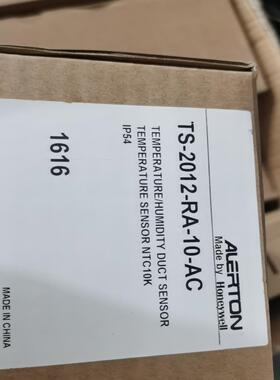 ALERTON
Made by Honeywell
TS-2012-RA-10-AC
TEMPERATURE/HUMIDITY DUCT SENSOR
TEMPERATURE SENSOR NTC10K
IP54
1616
MADE IN CHINA